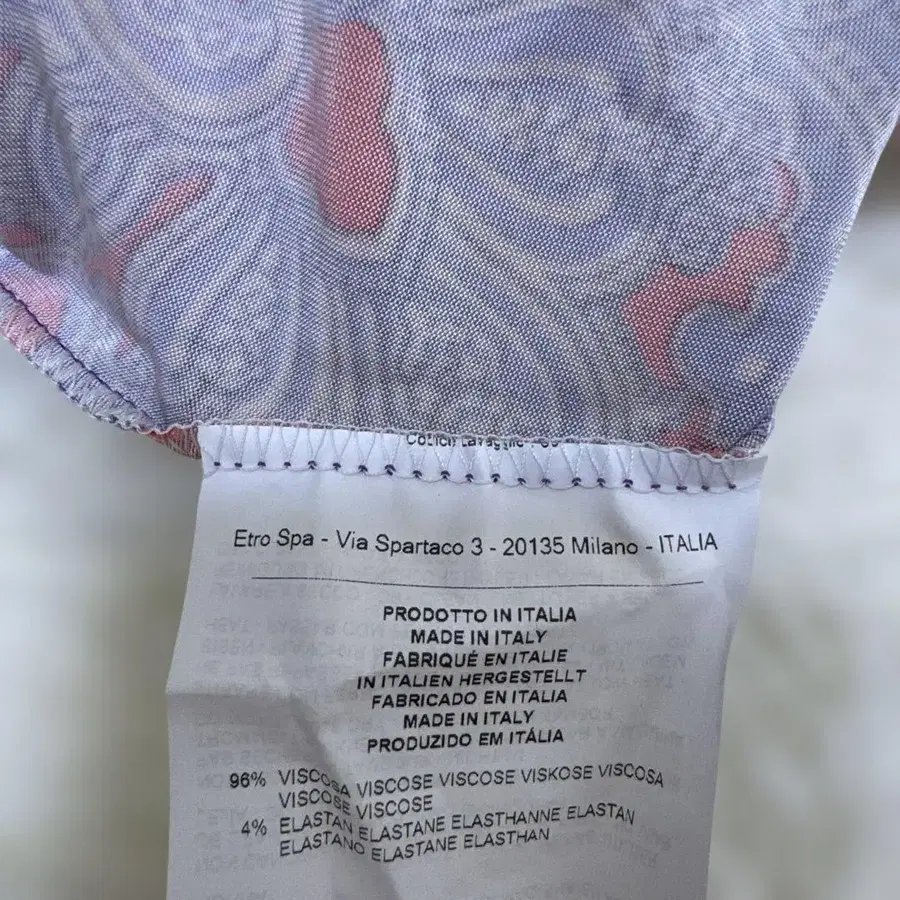 Etro Spa - Via Spartaco 3 - 20135 Milano - ITALIA
PRODOTTO IN ITALIA
MADE IN ITALY
FABRIQUÉ EN ITALIE
IN ITALIEN HERGESTELLT
FABRICADO EN ITALIA
MADE IN ITALY
PRODUZIDO EM ITÁLIA
96% VISCOSA VISCOSE VISCOSE VISKOSE VISCOSA
VISCOSE VISCOSE
4% ELASTAN ELASTANE ELASTHANNE ELASTAN
ELASTANO ELASTANE ELASTHAN